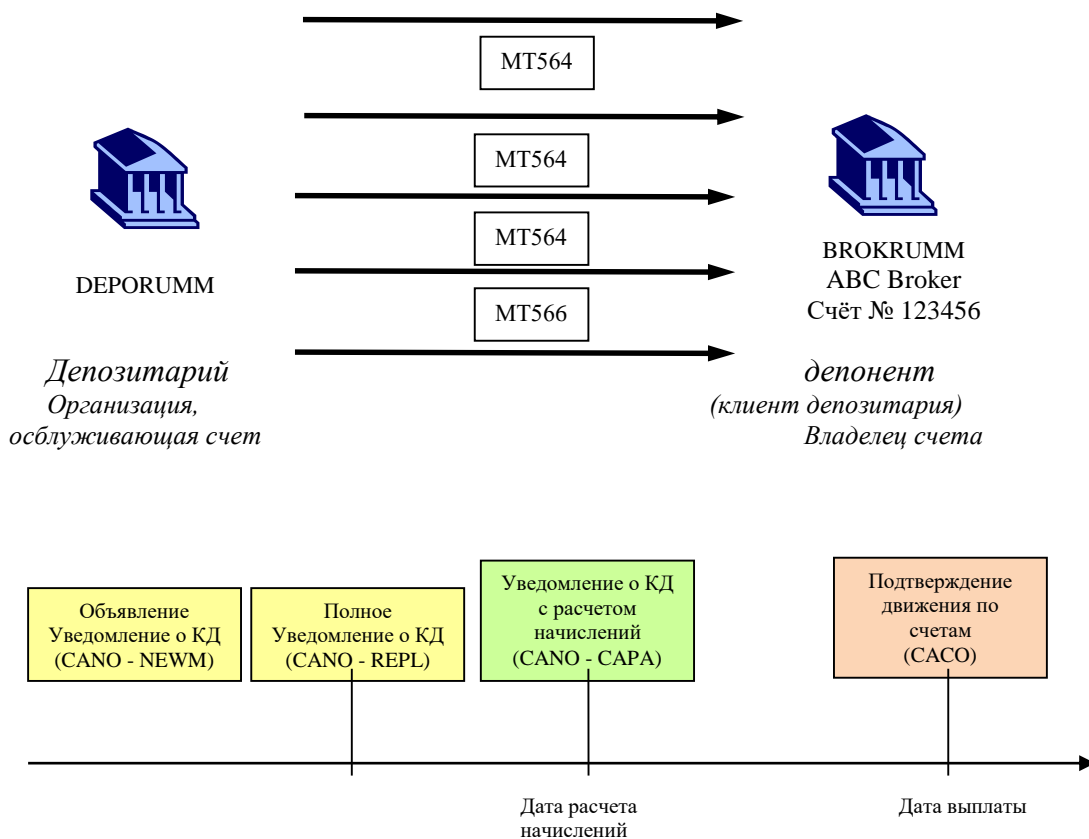 MT564
MT564
MT564
MT566
DEPORUMM
BROKRUMM
ABC Broker
Счёт № 123456
Депозитарий
Организация,
осблуживающая счет
депонент
(клиент депозитария)
Владелец счета
Объявление
Уведомление о КД
(CANO - NEWM)
Полное
Уведомление о КД
(CANO - REPL)
Уведомление о КД
с расчетом
начислений
(CANO - CAPA)
Подтверждение
движения по
счетам
(CACO)
Дата расчета
начислений
Дата выплаты